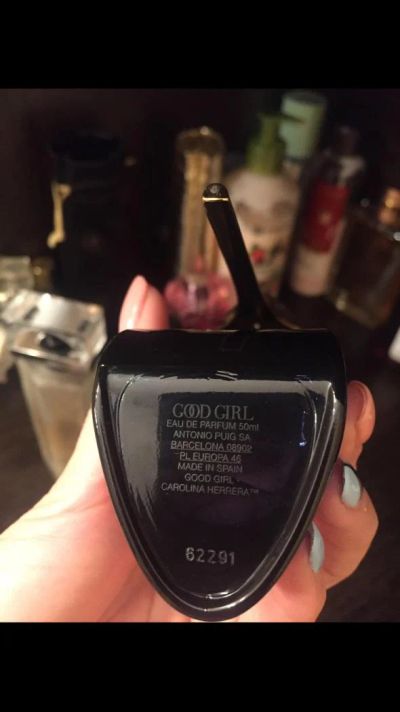 GOOD GIRL
EAU DE PARFUM 50ml
ANTONIO PUIG SA
BARCELONA 08902
PL EUROPA 46
MADE IN SPAIN
GOOD GIRL -
CAROLINA HERRERA™
62291